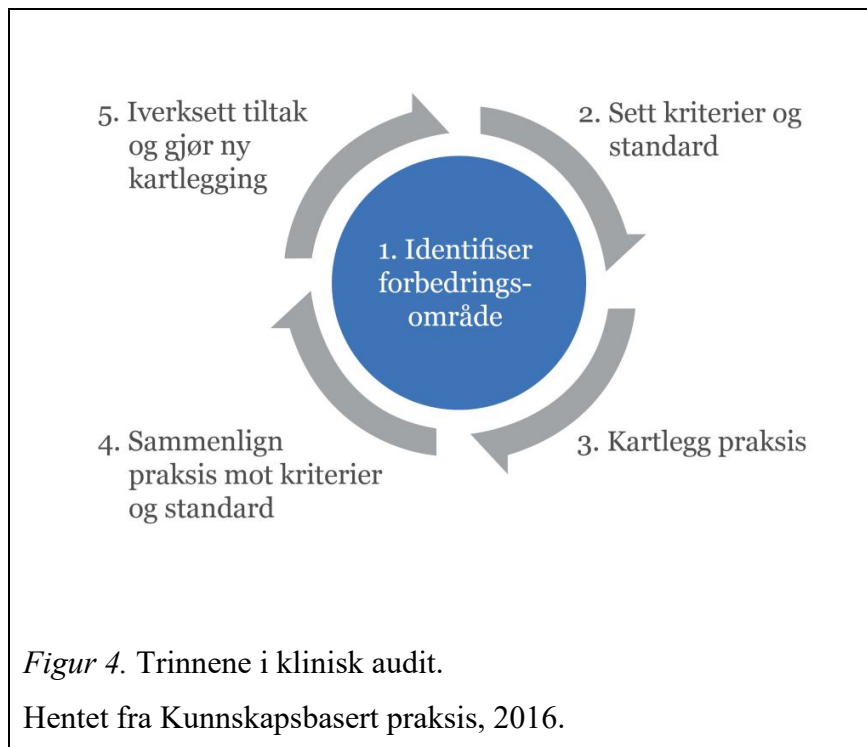 5. Iverksett tiltak
og gjør ny
kartlegging
2. Sett kriterier og
standard
1. Identifiser
forbedrings-
område
4. Sammenlign
praksis mot kriterier
og standard
3. Kartlegg praksis
Figur 4. Trinnene i klinisk audit.
Hentet fra Kunnskapsbasert praksis, 2016.